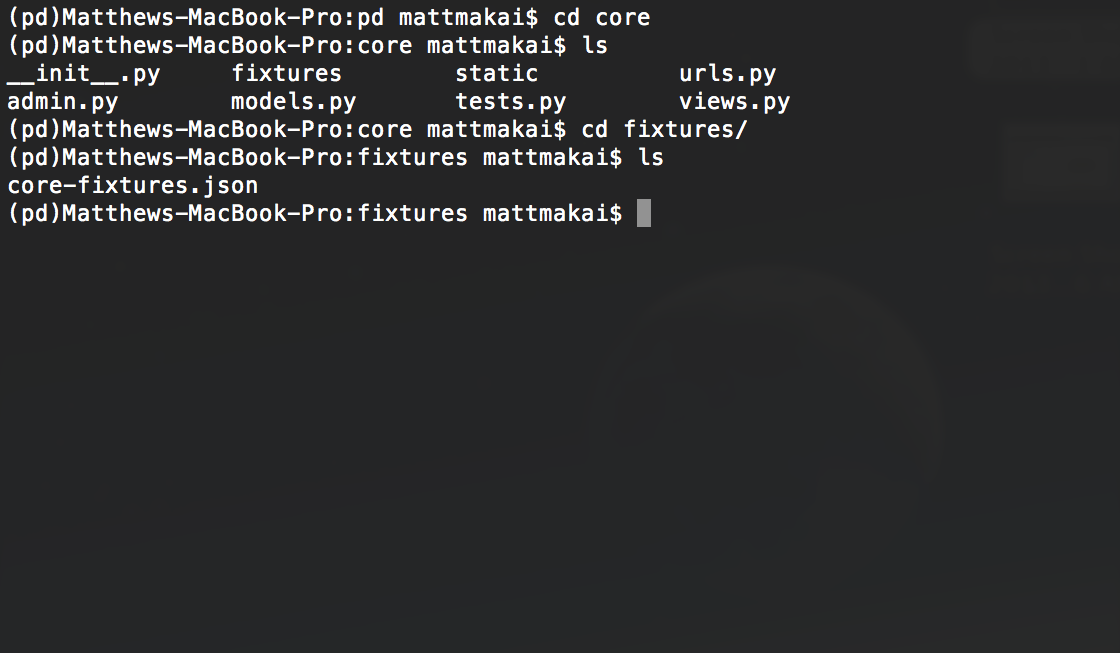 (pd)Matthews-MacBook-Pro:pd mattmakai$ cd core
(pd)Matthews-MacBook-Pro:core mattmakai$ ls
__init__.py     fixtures        static          urls.py
admin.py        models.py       tests.py        views.py
(pd)Matthews-MacBook-Pro:core mattmakai$ cd fixtures/
(pd)Matthews-MacBook-Pro:fixtures mattmakai$ ls
core-fixtures.json
(pd)Matthews-MacBook-Pro:fixtures mattmakai$